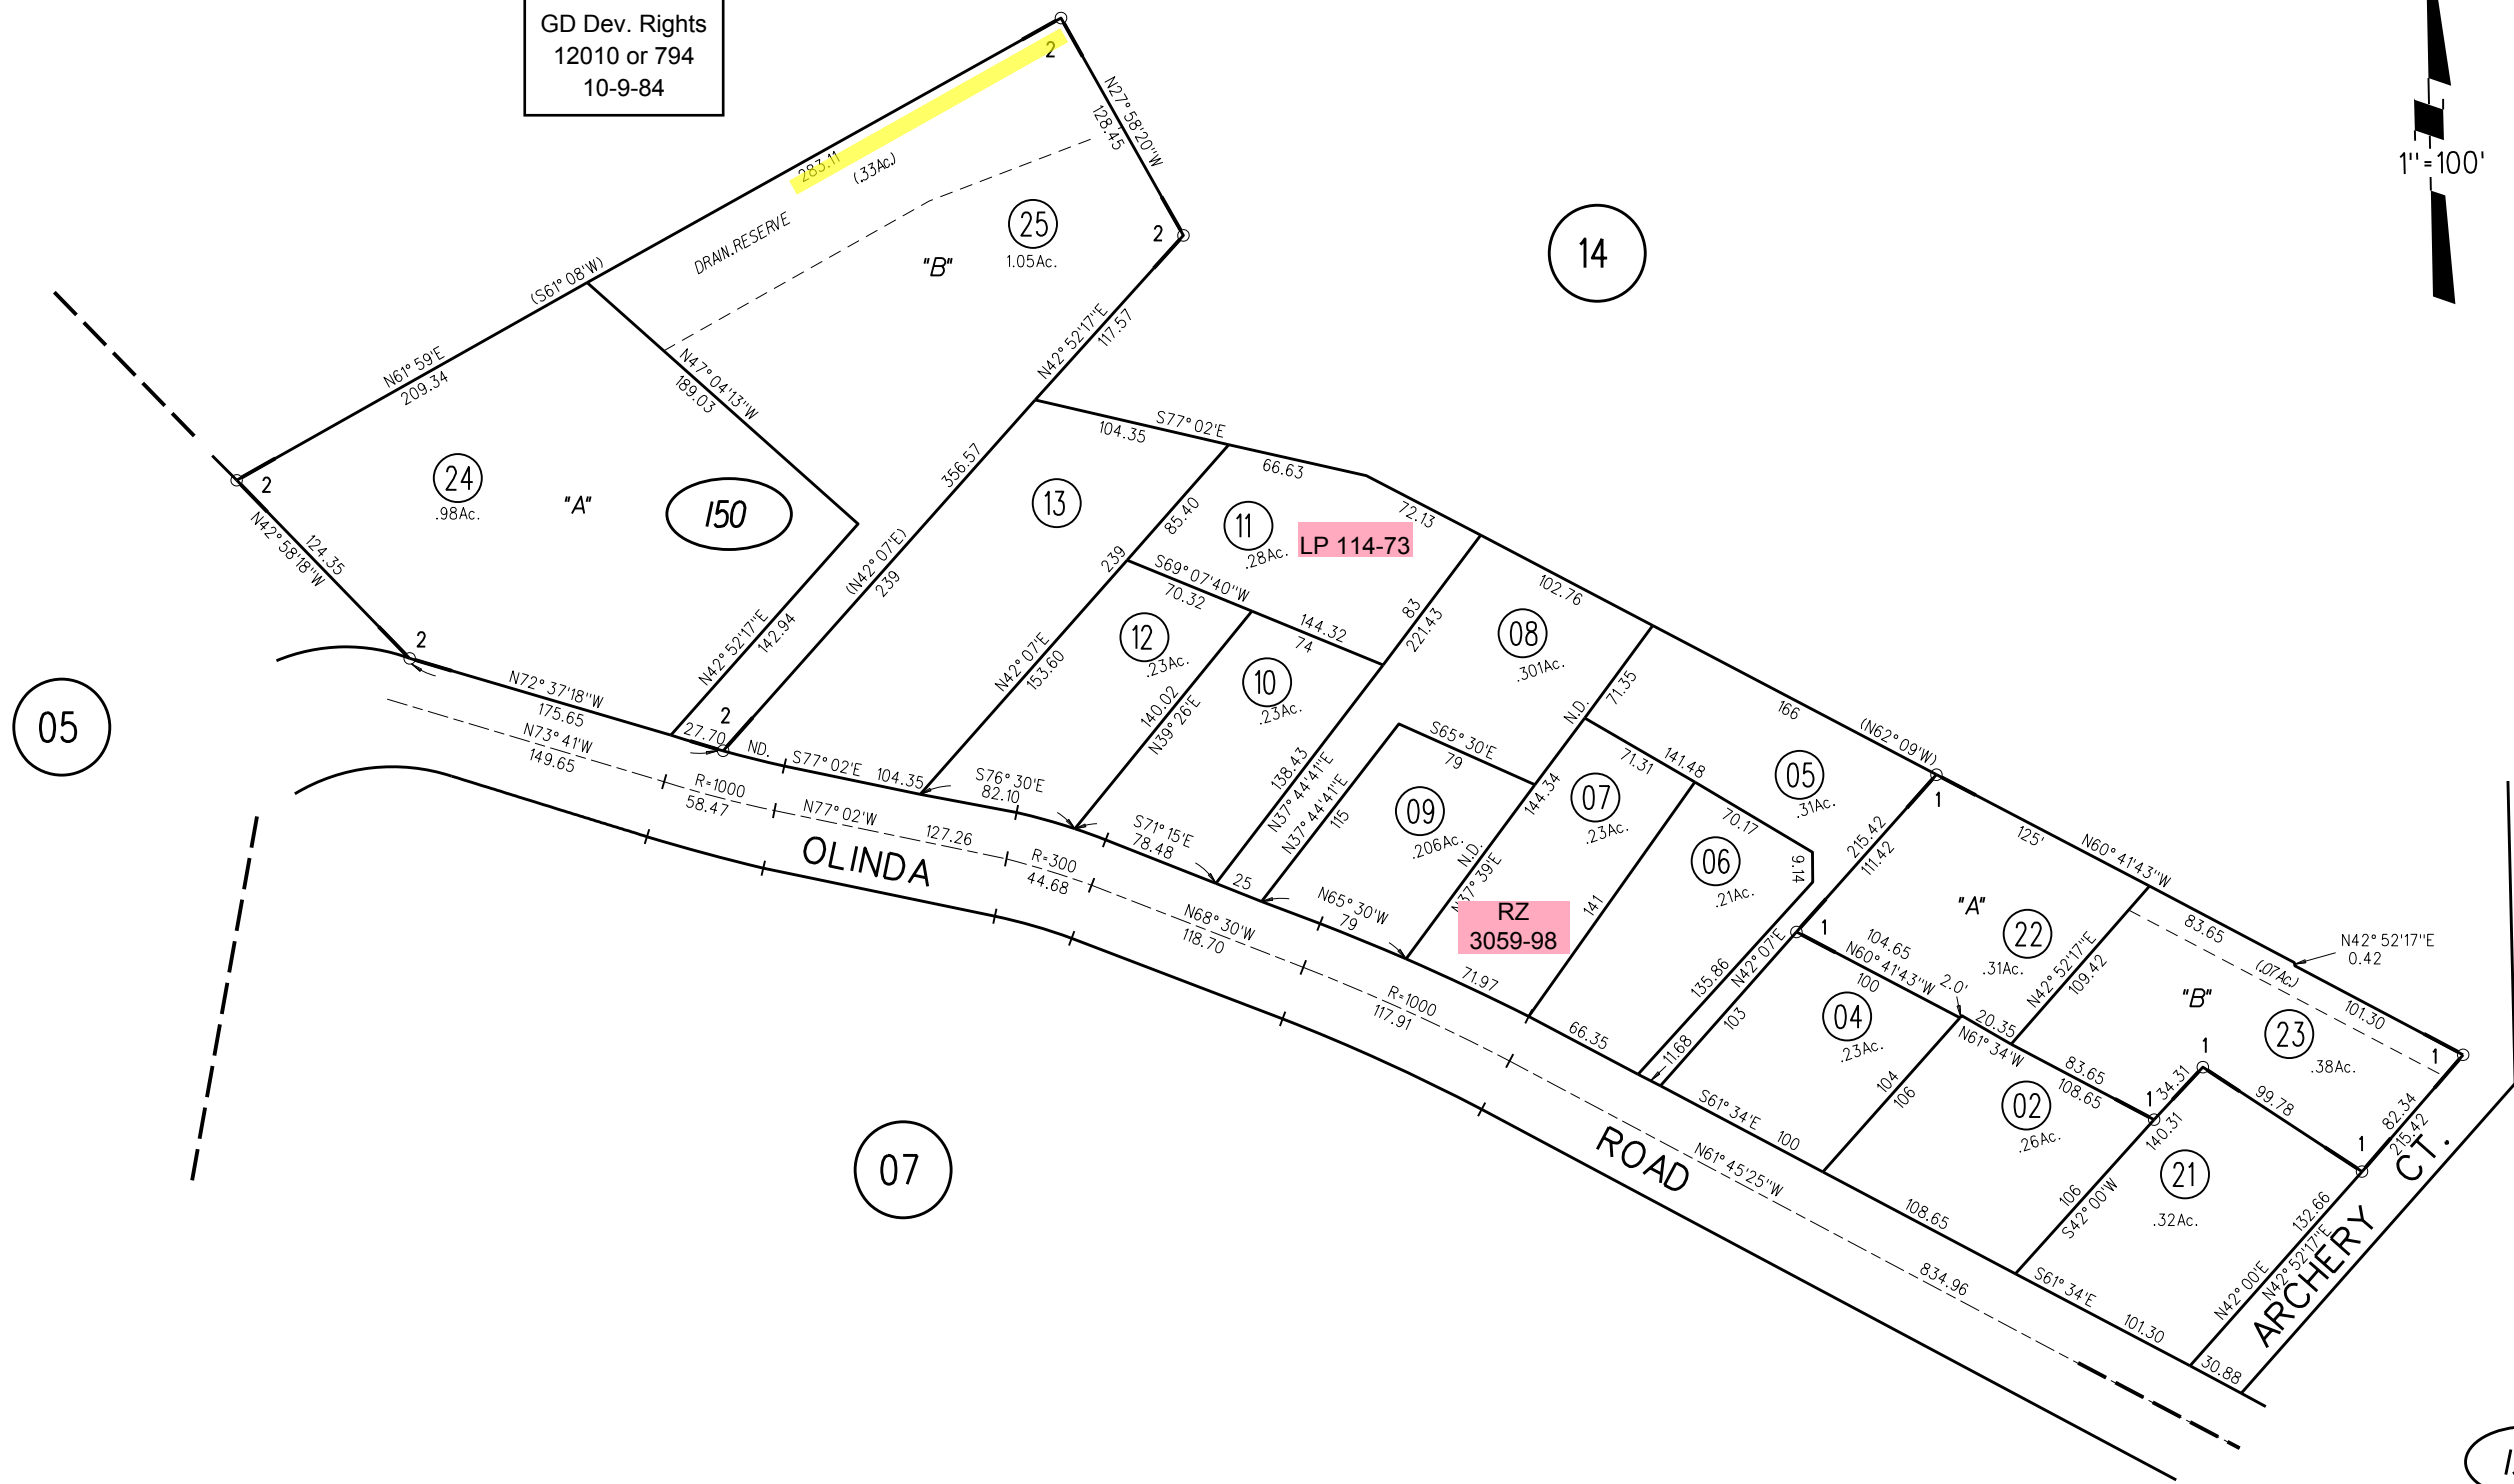 GD Dev. Rights
12010 or 794
10-9-84
1"=100'
2
N27°58'20"W
128.45
283.11
(.33Ac.)
DRAIN.RESERVE
25
1.05Ac.
"B"
2
14
(S61°08'W)
N61°59'E
209.34
N47°04'13"W
189.03
N42°52'17"E
117.57
24
.98Ac.
"A"
150
2
N42°58'18"W
124.35
356.57
(N42°07'E)
239
N42°52'17"E
142.94
2
N72°37'18"W
175.65
27.70
2
05
S77°02'E
104.35
66.63
72.13
13
85.40
239
11
.28Ac.
LP 114-73
S69°07'40"W
70.32
144.32
74
N42°07'E
153.60
12
.23Ac.
140.02
N39°26'E
10
.23Ac.
83
221.43
138.43
N37°44'41"E
N37°44'41"E
115
102.76
08
.301Ac.
71.35
N.D.
S65°30'E
79
09
.206Ac.
144.34
N.D.
N37°39'E
RZ
3059-98
71.31
141.48
70.17
07
.23Ac.
141
06
.21Ac.
9.14
135.86
166
(N62°09'W)
05
.31Ac.
215.42
111.42
N42°07'E
103
11.68
1
125'
N60°41'43"W
"A"
22
.31Ac.
1
104.65
N60°41'43"W
100
2.0'
N42°52'17"E
109.42
83.65
(.07Ac.)
N42°52'17"E
0.42
101.30
"B"
23
.38Ac.
1
04
.23Ac.
104
106
20.35
N61°34'W
83.65
108.65
02
.26Ac.
1
34.31
1
140.31
99.78
82.34
215.42
1
21
.32Ac.
106
S42°00'W
132.66
N42°52'17"E
N42°00'E
ARCHERY CT.
ND.
S77°02'E
104.35
S76°30'E
82.10
S71°15'E
78.48
25
N65°30'W
79
71.97
66.35
S61°34'E
100
108.65
S61°34'E
101.30
30.88
N73°41'W
149.65
R=1000
58.47
N77°02'W
127.26
R=300
44.68
N68°30'W
118.70
R=1000
117.91
N61°45'25"W
834.96
OLINDA
ROAD
07